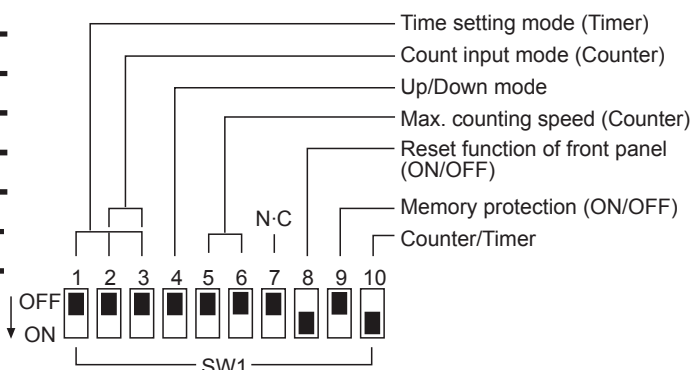 Time setting mode (Timer)
Count input mode (Counter)
Up/Down mode
Max. counting speed (Counter)
Reset function of front panel
(ON/OFF)
Memory protection (ON/OFF)
Counter/Timer
N·C
1 2 3 4 5 6 7 8 9 10
OFF
ON
SW1